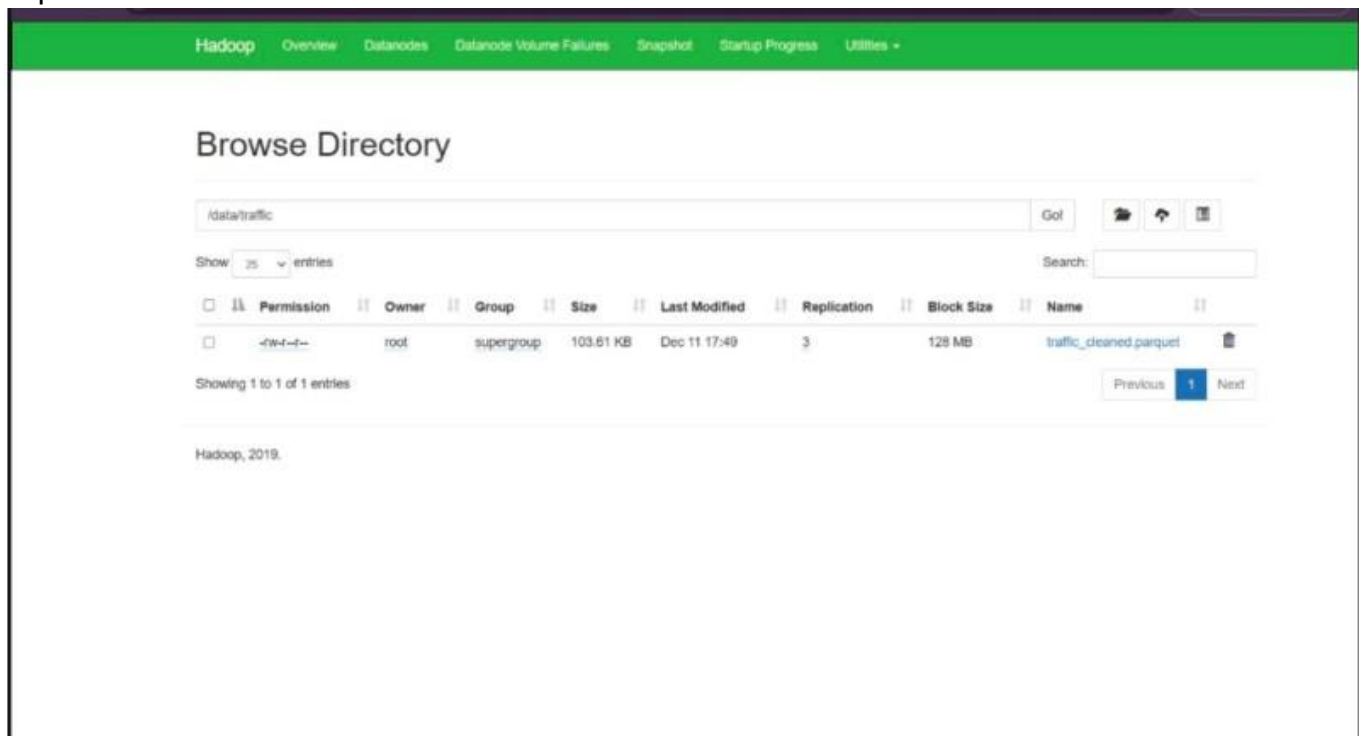 Hadoop Overview Datanodes Datanode Volume Failures Snapshot Startup Progress Utilities
Browse Directory
/data/traffic Go!
Show 25 entries Search:
Permission Owner Group Size Last Modified Replication Block Size Name
-rw-r--r-- root supergroup 103.61 KB Dec 11 17:49 3 128 MB traffic_cleaned.parquet
Showing 1 to 1 of 1 entries Previous 1 Next
Hadoop, 2019.